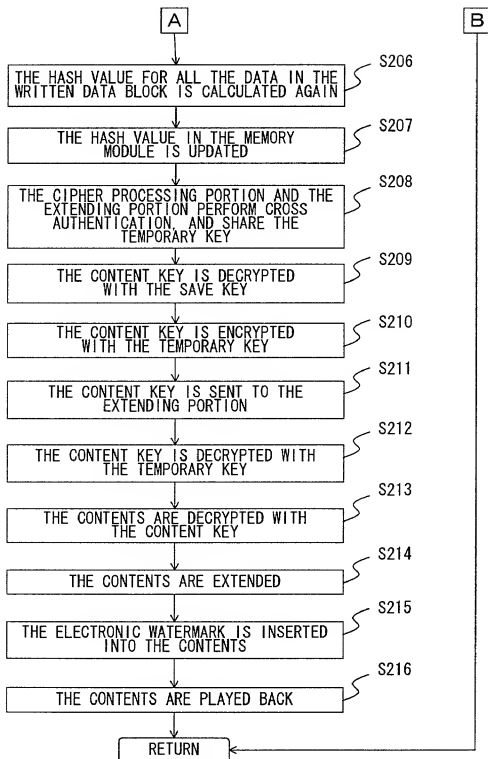 A
B
S206
THE HASH VALUE FOR ALL THE DATA IN THE
WRITTEN DATA BLOCK IS CALCULATED AGAIN
S207
THE HASH VALUE IN THE MEMORY
MODULE IS UPDATED
S208
THE CIPHER PROCESSING PORTION AND THE
EXTENDING PORTION PERFORM CROSS
AUTHENTICATION, AND SHARE THE
TEMPORARY KEY
S209
THE CONTENT KEY IS DECRYPTED
WITH THE SAVE KEY
S210
THE CONTENT KEY IS ENCRYPTED
WITH THE TEMPORARY KEY
S211
THE CONTENT KEY IS SENT TO THE
EXTENDING PORTION
S212
THE CONTENT KEY IS DECRYPTED WITH
THE TEMPORARY KEY
S213
THE CONTENTS ARE DECRYPTED WITH
THE CONTENT KEY
S214
THE CONTENTS ARE EXTENDED
S215
THE ELECTRONIC WATERMARK IS INSERTED
INTO THE CONTENTS
S216
THE CONTENTS ARE PLAYED BACK
RETURN